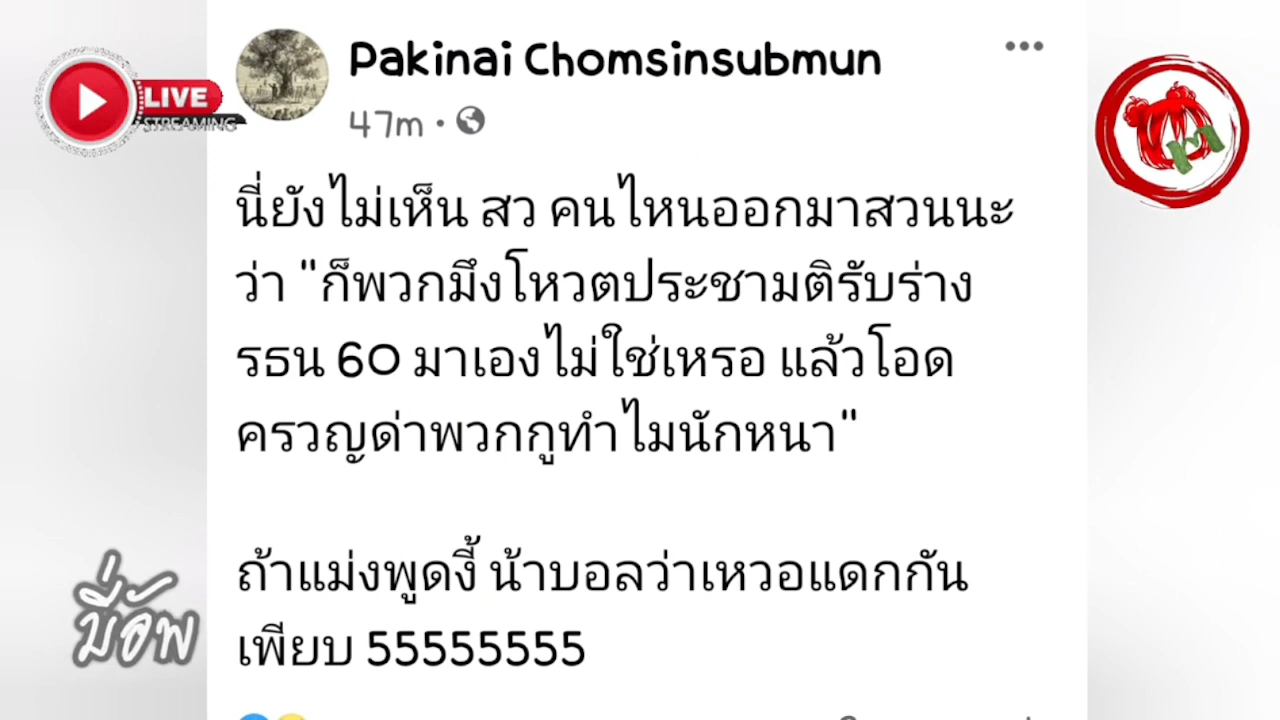 Pakinai Chomsinsubmun
47m
LIVE
STREAMING
นี่ยังไม่เห็น สว คนไหนออกมาสวนนะ
ว่า "ก็พวกมึงโหวตประชามติรับร่าง
รธน 60 มาเองไม่ใช่เหรอ แล้วโอด
ครวญด่าพวกกูทำไมนักหนา"
ถ้าแม่งพูดงี้ น้าบอลว่าเหวอแดกกัน
เพียบ 55555555
บี่อัพ